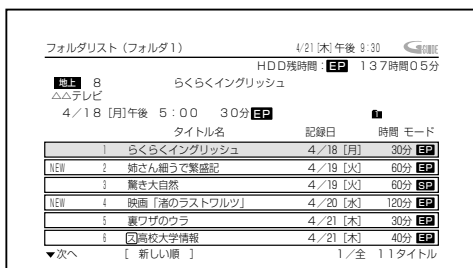 フォルダリスト（フォルダ1） 4/21［木］午後 9:30 GGUIDE
HDD残時間：EP 137時間05分
地上 8 らくらくイングリッシュ
△△テレビ
4／18［月］午後 5：00 30分 EP 1
タイトル名 記録日 時間 モード
1 らくらくイングリッシュ 4／18［月］ 30分 EP
NEW 2 姉さん細うで繁盛記 4／19［火］ 60分 EP
3 驚き大自然 4／19［火］ 60分 SP
NEW 4 映画「渚のラストワルツ」 4／20［水］ 120分 EP
5 裏ワザのウラ 4／21［木］ 30分 EP
6 ス高校大学情報 4／21［木］ 40分 EP
▼次へ ［ 新しい順 ］ 1／全 11タイトル